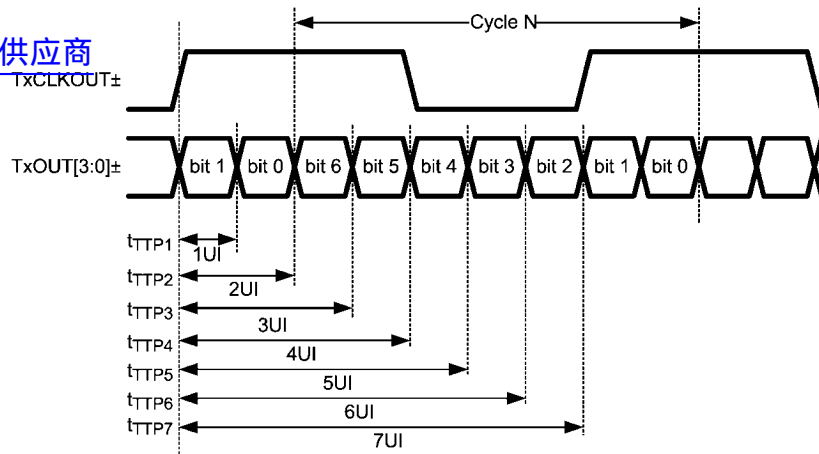 Cycle N
供应商
TxCLKOUT±
TxOUT[3:0]± bit 1 bit 0 bit 6 bit 5 bit 4 bit 3 bit 2 bit 1 bit 0
tTTP1
1UI
tTTP2
2UI
tTTP3
3UI
tTTP4
4UI
tTTP5
5UI
tTTP6
6UI
tTTP7
7UI